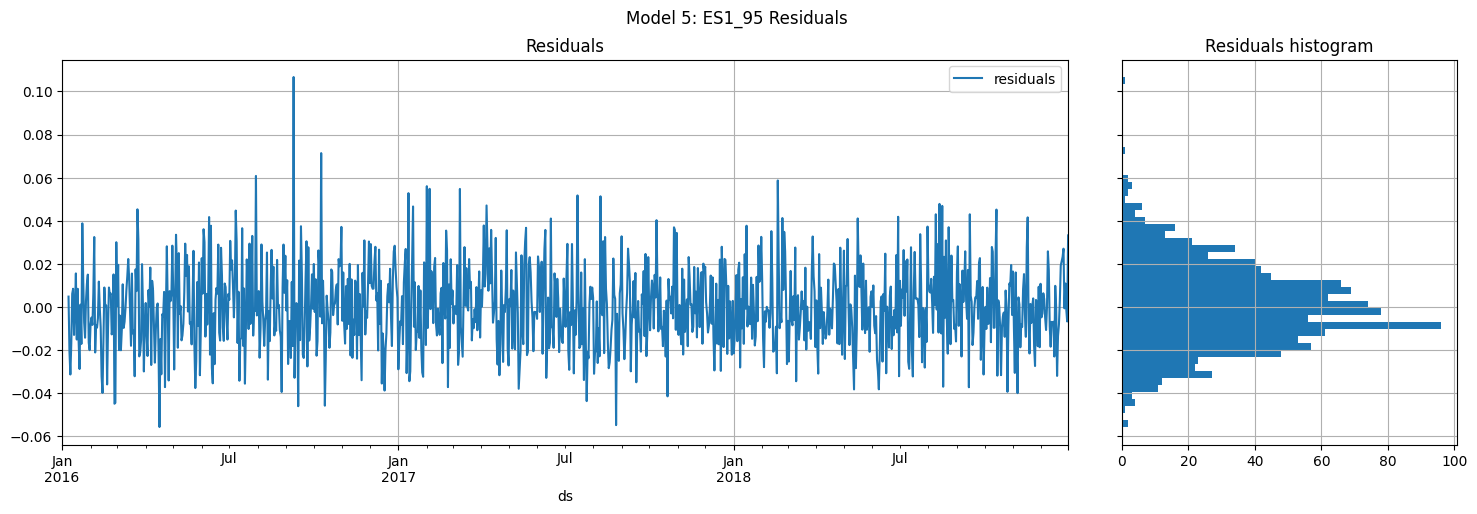 Model 5: ES1_95 Residuals
Residuals
residuals
0.10
0.08
0.06
0.04
0.02
0.00
−0.02
−0.04
−0.06
Jan
2016
Jul
Jan
2017
Jul
Jan
2018
Jul
ds
Residuals histogram
0
20
40
60
80
100